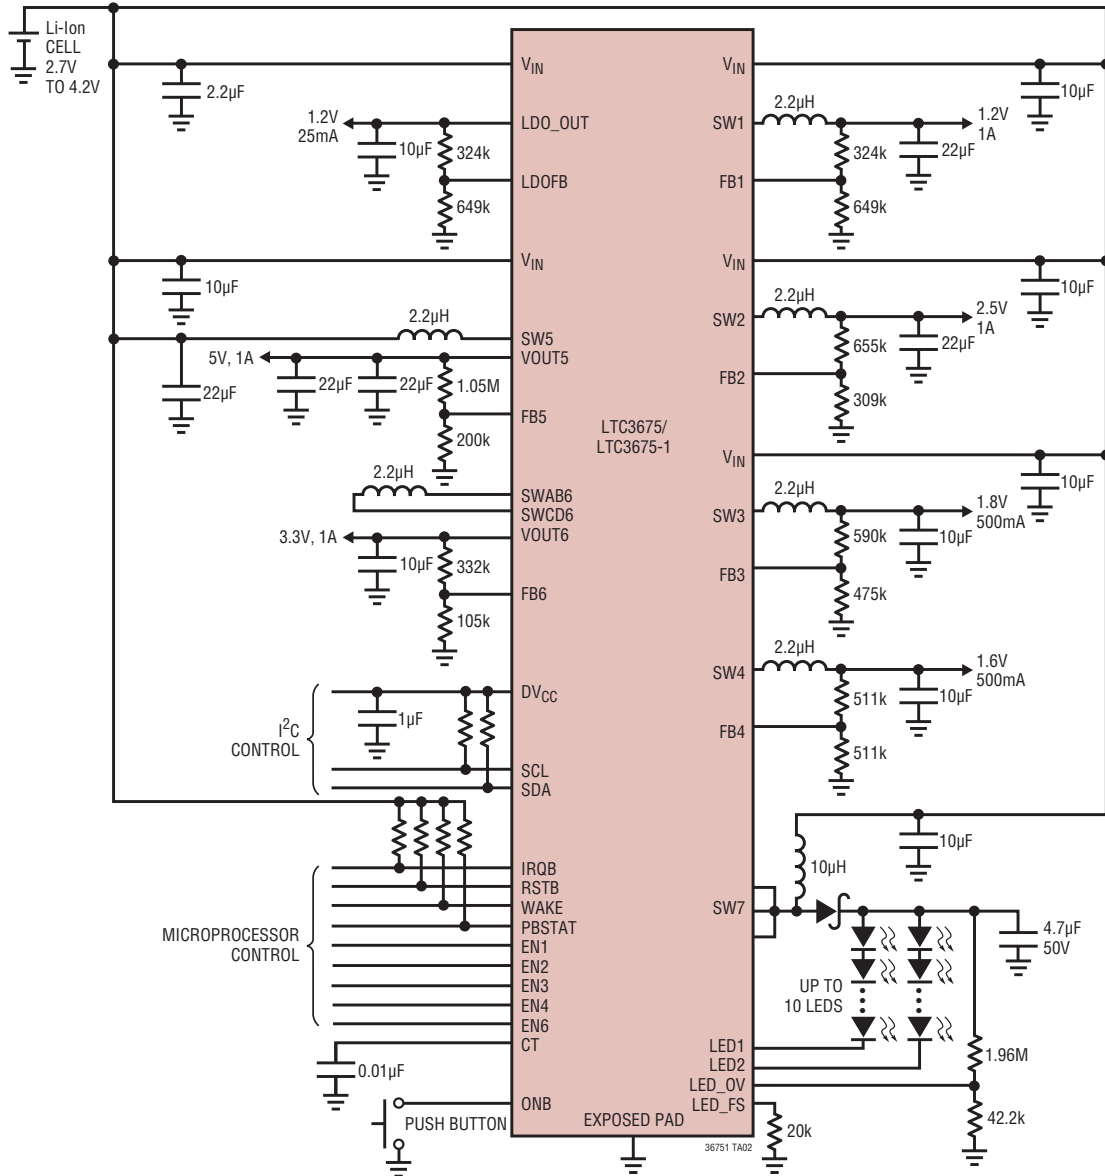 Li-Ion
CELL
2.7V
TO 4.2V
2.2µF
1.2V
25mA
10µF
324k
649k
10µF
2.2µH
22µF
5V, 1A
22µF
22µF
1.05M
200k
2.2µH
3.3V, 1A
10µF
332k
105k
I²C
CONTROL
1µF
MICROPROCESSOR
CONTROL
0.01µF
PUSH BUTTON
V_IN
LDO_OUT
LDOFB
V_IN
SW5
VOUT5
FB5
SWAB6
SWCD6
VOUT6
FB6
DV_CC
SCL
SDA
IRQB
RSTB
WAKE
PBSTAT
EN1
EN2
EN3
EN4
EN6
CT
ONB
LTC3675/
LTC3675-1
EXPOSED PAD
V_IN
SW1
FB1
V_IN
SW2
FB2
V_IN
SW3
FB3
SW4
FB4
SW7
LED1
LED2
LED_OV
LED_FS
36751 TA02
10µF
2.2µH
1.2V
1A
324k
22µF
649k
10µF
2.2µH
2.5V
1A
655k
22µF
309k
10µF
2.2µH
1.8V
500mA
590k
10µF
475k
2.2µH
1.6V
500mA
511k
10µF
511k
10µF
10µH
4.7µF
50V
UP TO
10 LEDS
1.96M
42.2k
20k